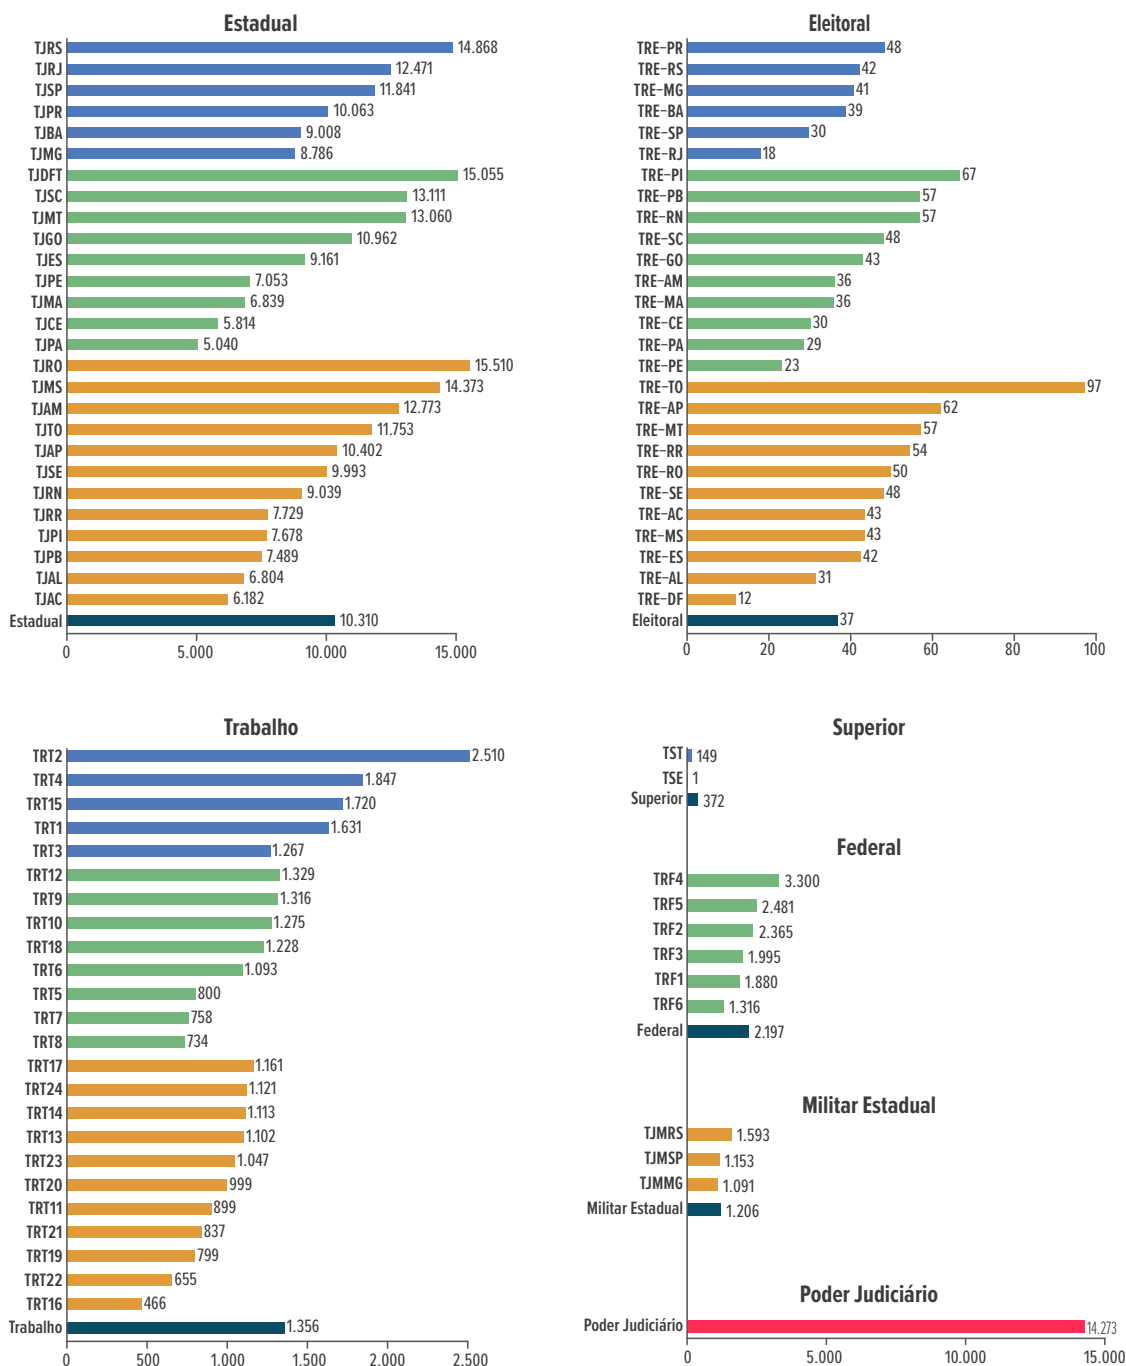 Estadual
TJRS 14.868
TJRJ 12.471
TJSP 11.841
TJPR 10.063
TJBA 9.008
TJMG 8.786
TJDFT 15.055
TJSC 13.111
TJMT 13.060
TJGO 10.962
TJES 9.161
TJPE 7.053
TJMA 6.839
TJCE 5.814
TJPA 5.040
TJRO 15.510
TJMS 14.373
TJAM 12.773
TJTO 11.753
TJAP 10.402
TJSE 9.993
TJRN 9.039
TJRR 7.729
TJPI 7.678
TJPB 7.489
TJAL 6.804
TJAC 6.182
Estadual 10.310
0 5.000 10.000 15.000
Eleitoral
TRE-PR 48
TRE-RS 42
TRE-MG 41
TRE-BA 39
TRE-SP 30
TRE-RJ 18
TRE-PI 67
TRE-PB 57
TRE-RN 57
TRE-SC 48
TRE-GO 43
TRE-AM 36
TRE-MA 36
TRE-CE 30
TRE-PA 29
TRE-PE 23
TRE-TO 97
TRE-AP 62
TRE-MT 57
TRE-RR 54
TRE-RO 50
TRE-SE 48
TRE-AC 43
TRE-MS 43
TRE-ES 42
TRE-AL 31
TRE-DF 12
Eleitoral 37
0 20 40 60 80 100
Trabalho
TRT2 2.510
TRT4 1.847
TRT15 1.720
TRT1 1.631
TRT3 1.267
TRT12 1.329
TRT9 1.316
TRT10 1.275
TRT18 1.228
TRT6 1.093
TRT5 800
TRT7 758
TRT8 734
TRT17 1.161
TRT24 1.121
TRT14 1.113
TRT13 1.102
TRT23 1.047
TRT20 999
TRT11 899
TRT21 837
TRT19 799
TRT22 655
TRT16 466
Trabalho 1.356
0 500 1.000 1.500 2.000 2.500
Superior
TST 149
TSE 1
Superior 372
Federal
TRF4 3.300
TRF5 2.481
TRF2 2.365
TRF3 1.995
TRF1 1.880
TRF6 1.316
Federal 2.197
Militar Estadual
TJMRS 1.593
TJMSP 1.153
TJMMG 1.091
Militar Estadual 1.206
Poder Judiciário
Poder Judiciário 14.273
0 5.000 10.000 15.000